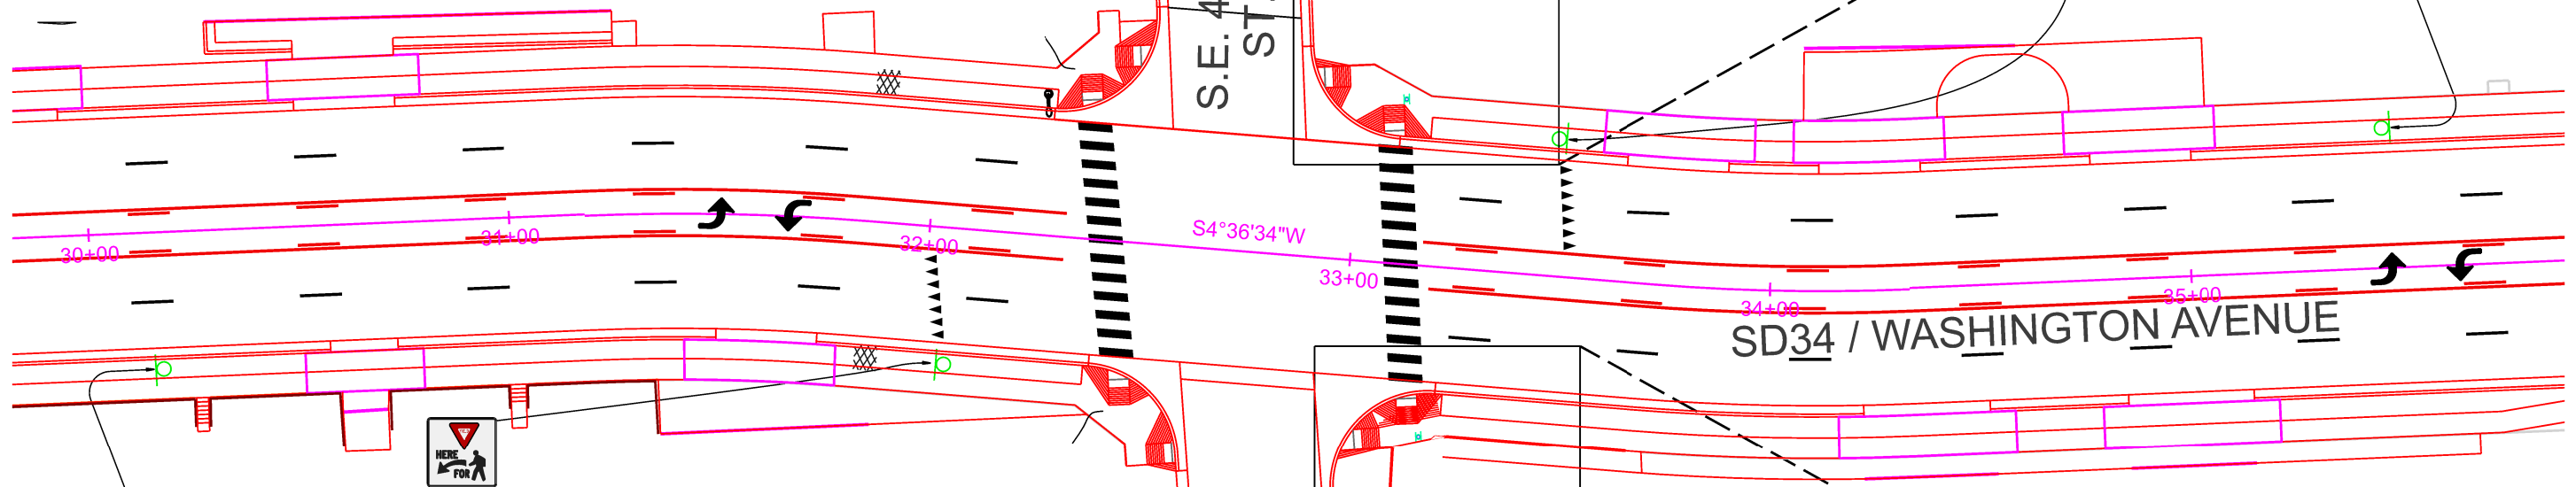 S.E. 4
ST.
30+00
31+00
32+00
S4°36'34"W
33+00
34+00
35+00
SD34 / WASHINGTON AVENUE
HERE
FOR